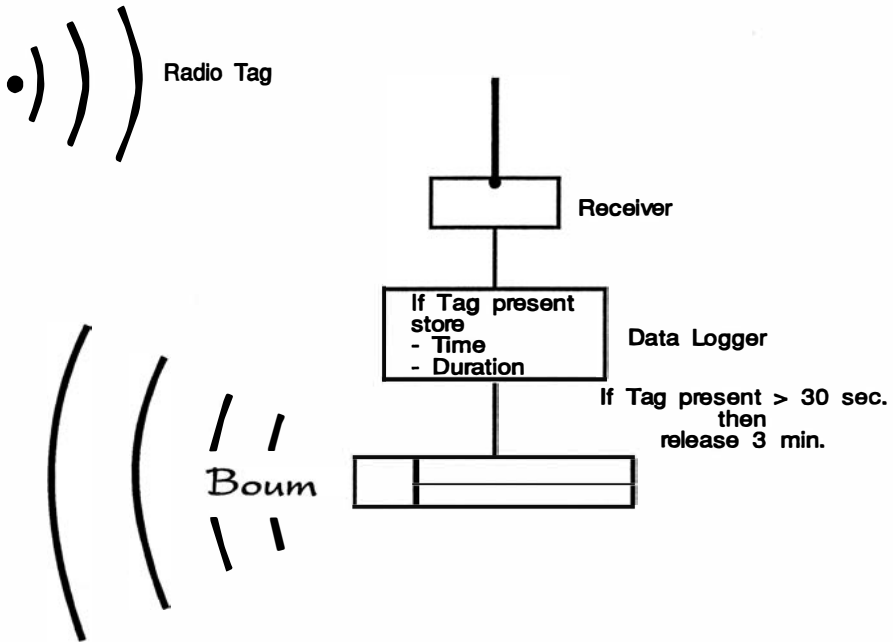 Radio Tag
Receiver
If Tag present
store
- Time
- Duration
Data Logger
If Tag present > 30 sec.
then
release 3 min.
Boum